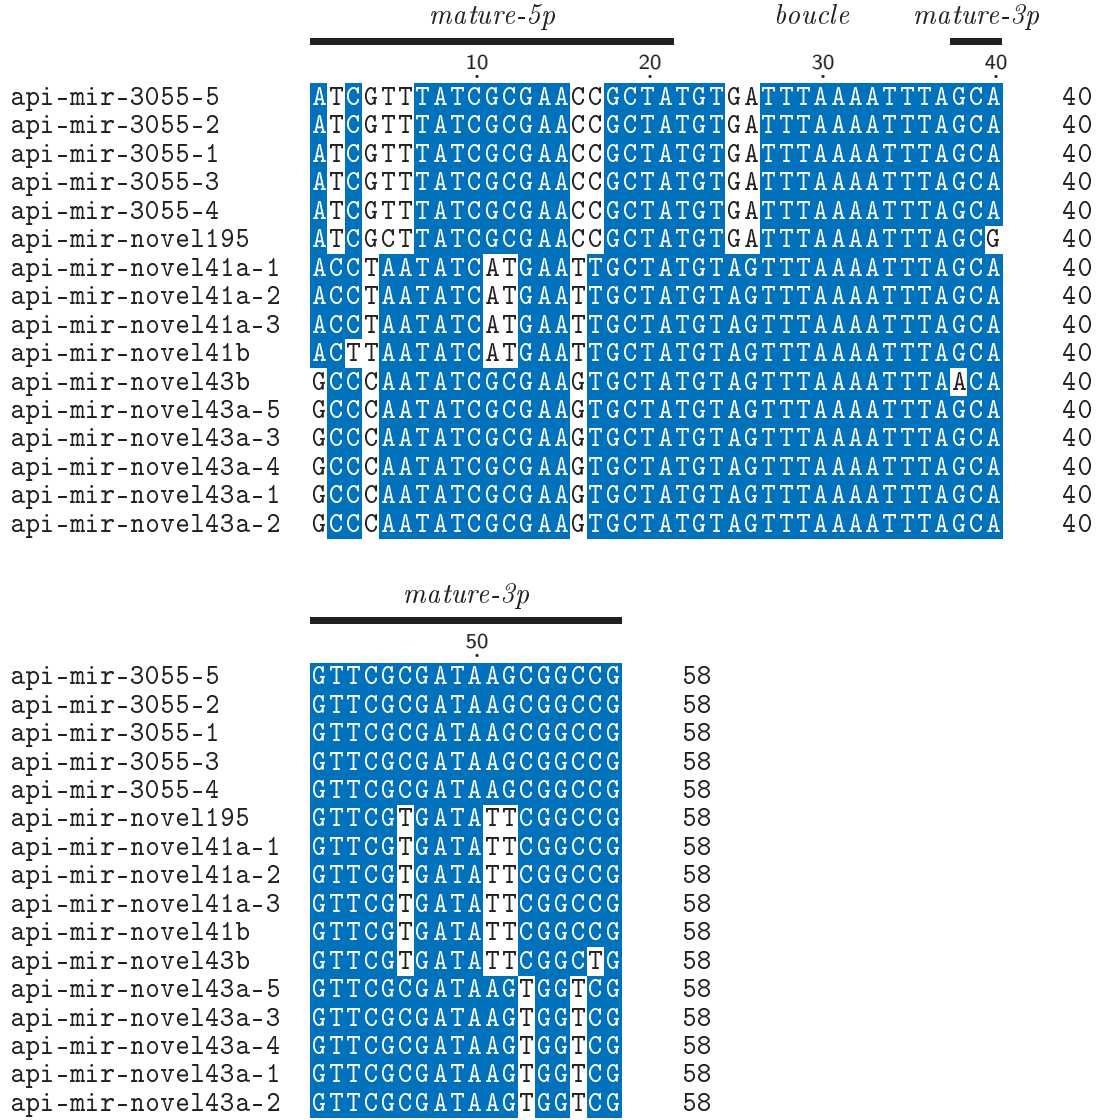 mature-5p boucle mature-3p
10 20 30 40
api-mir-3055-5 ATCGTTTATCGCGAACCGCTATGTGATTTAAAATTTAGCA 40
api-mir-3055-2 ATCGTTTATCGCGAACCGCTATGTGATTTAAAATTTAGCA 40
api-mir-3055-1 ATCGTTTATCGCGAACCGCTATGTGATTTAAAATTTAGCA 40
api-mir-3055-3 ATCGTTTATCGCGAACCGCTATGTGATTTAAAATTTAGCA 40
api-mir-3055-4 ATCGTTTATCGCGAACCGCTATGTGATTTAAAATTTAGCA 40
api-mir-novel195 ATCGCTTATCGCGAACCGCTATGTGATTTAAAATTTAGCG 40
api-mir-novel41a-1 ACCTAATATCATGAATTGCTATGTAGTTTAAAATTTAGCA 40
api-mir-novel41a-2 ACCTAATATCATGAATTGCTATGTAGTTTAAAATTTAGCA 40
api-mir-novel41a-3 ACCTAATATCATGAATTGCTATGTAGTTTAAAATTTAGCA 40
api-mir-novel41b ACTTAATATCATGAATTGCTATGTAGTTTAAAATTTAGCA 40
api-mir-novel43b GCCCAATATCGCGAAGTGCTATGTAGTTTAAAATTTAACA 40
api-mir-novel43a-5 GCCCAATATCGCGAAGTGCTATGTAGTTTAAAATTTAGCA 40
api-mir-novel43a-3 GCCCAATATCGCGAAGTGCTATGTAGTTTAAAATTTAGCA 40
api-mir-novel43a-4 GCCCAATATCGCGAAGTGCTATGTAGTTTAAAATTTAGCA 40
api-mir-novel43a-1 GCCCAATATCGCGAAGTGCTATGTAGTTTAAAATTTAGCA 40
api-mir-novel43a-2 GCCCAATATCGCGAAGTGCTATGTAGTTTAAAATTTAGCA 40
mature-3p
50
api-mir-3055-5 GTTCGCGATAAGCGGCCG 58
api-mir-3055-2 GTTCGCGATAAGCGGCCG 58
api-mir-3055-1 GTTCGCGATAAGCGGCCG 58
api-mir-3055-3 GTTCGCGATAAGCGGCCG 58
api-mir-3055-4 GTTCGCGATAAGCGGCCG 58
api-mir-novel195 GTTCGTGATATTCGGCCG 58
api-mir-novel41a-1 GTTCGTGATATTCGGCCG 58
api-mir-novel41a-2 GTTCGTGATATTCGGCCG 58
api-mir-novel41a-3 GTTCGTGATATTCGGCCG 58
api-mir-novel41b GTTCGTGATATTCGGCCG 58
api-mir-novel43b GTTCGTGATATTCGGCTG 58
api-mir-novel43a-5 GTTCGCGATAAGTGGTCG 58
api-mir-novel43a-3 GTTCGCGATAAGTGGTCG 58
api-mir-novel43a-4 GTTCGCGATAAGTGGTCG 58
api-mir-novel43a-1 GTTCGCGATAAGTGGTCG 58
api-mir-novel43a-2 GTTCGCGATAAGTGGTCG 58